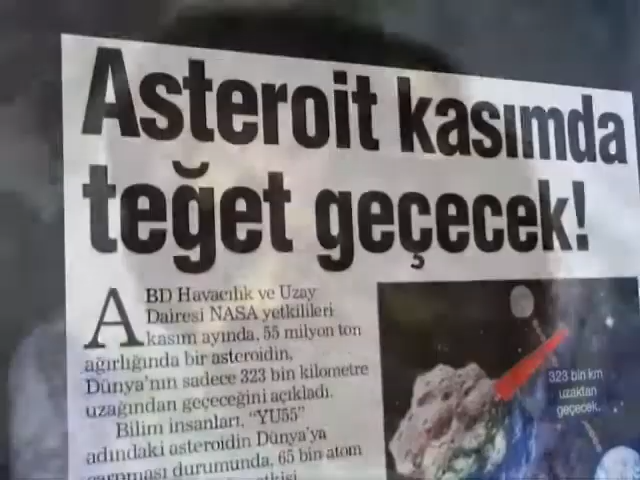 Asteroit kasımda
teğet geçecek!
ABD Havacılık ve Uzay
Dairesi NASA yetkilileri
kasım ayında, 55 milyon ton
ağırlığında bir asteroidin,
Dünya'nın sadece 323 bin kilometre
uzağından geçeceğini açıkladı.
Bilim insanları, "YU55"
adındaki asteroidin Dünya'ya
çarpması durumunda, 65 bin atom
323 bin km
uzaktan
geçecek.